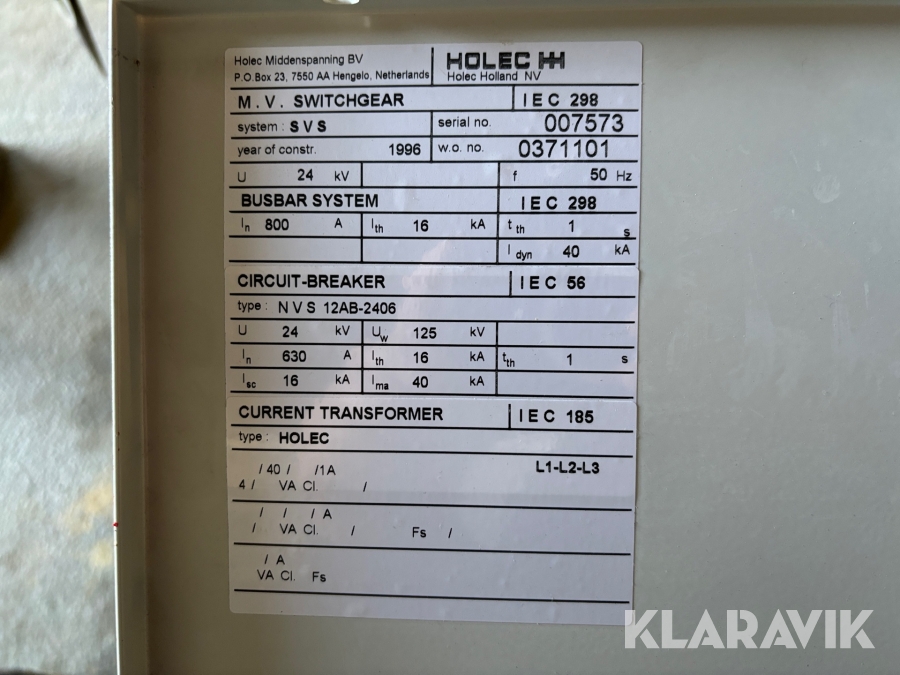 Holec Middenspanning BV
P.O.Box 23, 7550 AA Hengelo, Netherlands
HOLEC
Holec Holland NV
M.V. SWITCHGEAR IEC 298
system : SVS serial no. 007573
year of constr. 1996 w.o. no. 0371101
U 24 kV f 50 Hz
BUSBAR SYSTEM IEC 298
In 800 A Ith 16 kA tth 1 s
Idyn 40 kA
CIRCUIT-BREAKER IEC 56
type : NVS 12AB-2406
U 24 kV Uw 125 kV
In 630 A Ith 16 kA tth 1 s
Isc 16 kA Ima 40 kA
CURRENT TRANSFORMER IEC 185
type : HOLEC
/ 40 / /1A L1-L2-L3
4 / VA Cl. /
/ / / A
/ VA Cl. / Fs /
/ A
VA Cl. Fs
KLARAVIK